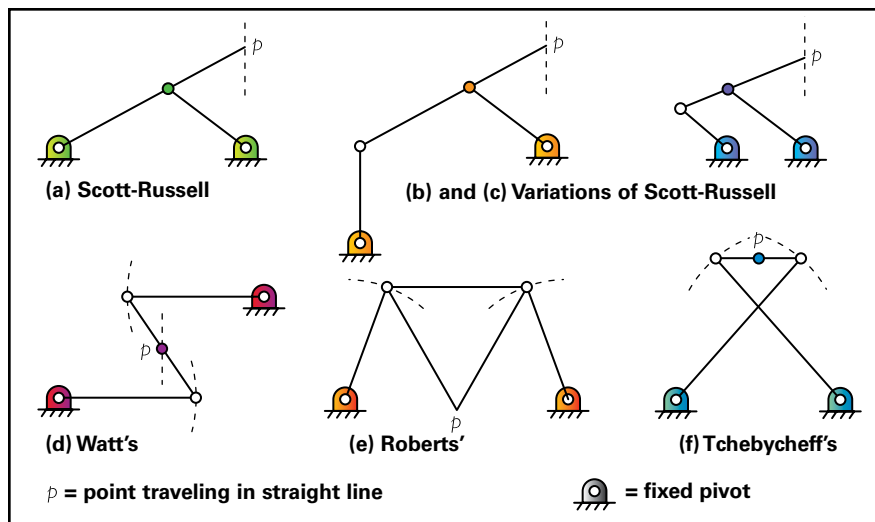 p
p
p
(a) Scott-Russell
(b) and (c) Variations of Scott-Russell
p
p
p
(d) Watt's
(e) Roberts'
(f) Tchebycheff's
p = point traveling in straight line
= fixed pivot